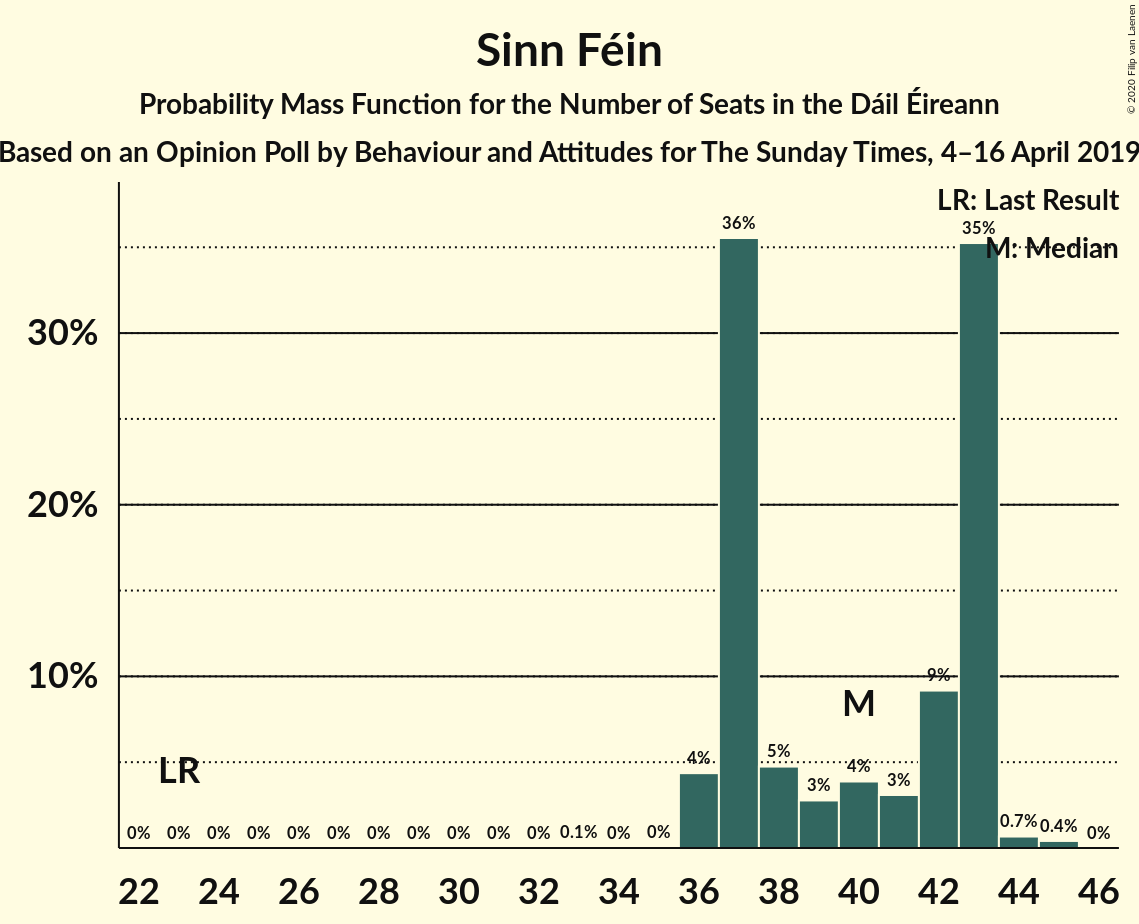 Sinn Féin
Probability Mass Function for the Number of Seats in the Dáil Éireann
Based on an Opinion Poll by Behaviour and Attitudes for The Sunday Times, 4–16 April 2019
© 2020 Filip van Laenen
LR: Last Result
M: Median
36%
35%
30%
20%
10%
9%
M
LR
4%
5%
3%
4%
3%
0% 0% 0% 0% 0% 0% 0% 0% 0% 0% 0% 0.1% 0% 0%
0.7% 0.4% 0%
22 24 26 28 30 32 34 36 38 40 42 44 46